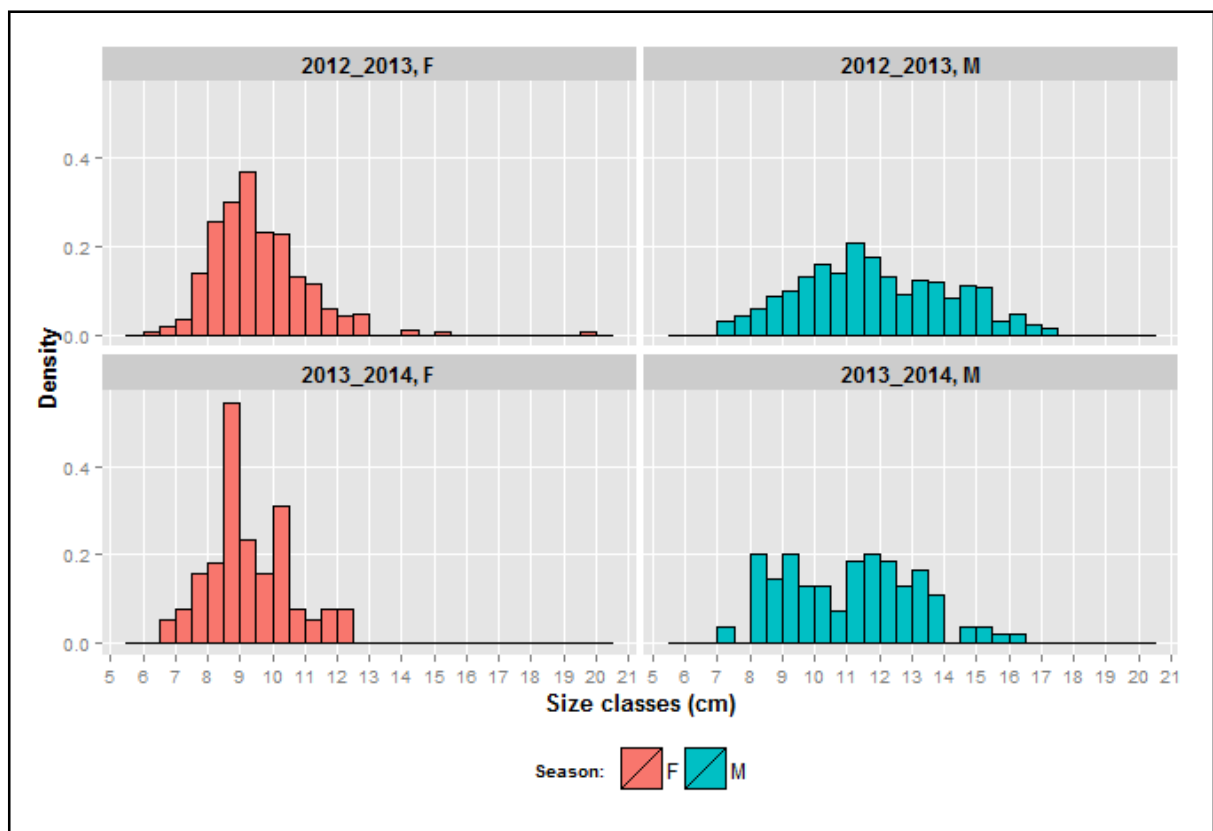 2012_2013, F
2012_2013, M
0.4
0.2
0.0
2013_2014, F
2013_2014, M
0.4
0.2
0.0
Density
5 6 7 8 9 10 11 12 13 14 15 16 17 18 19 20 21
5 6 7 8 9 10 11 12 13 14 15 16 17 18 19 20 21
Size classes (cm)
Season: F M